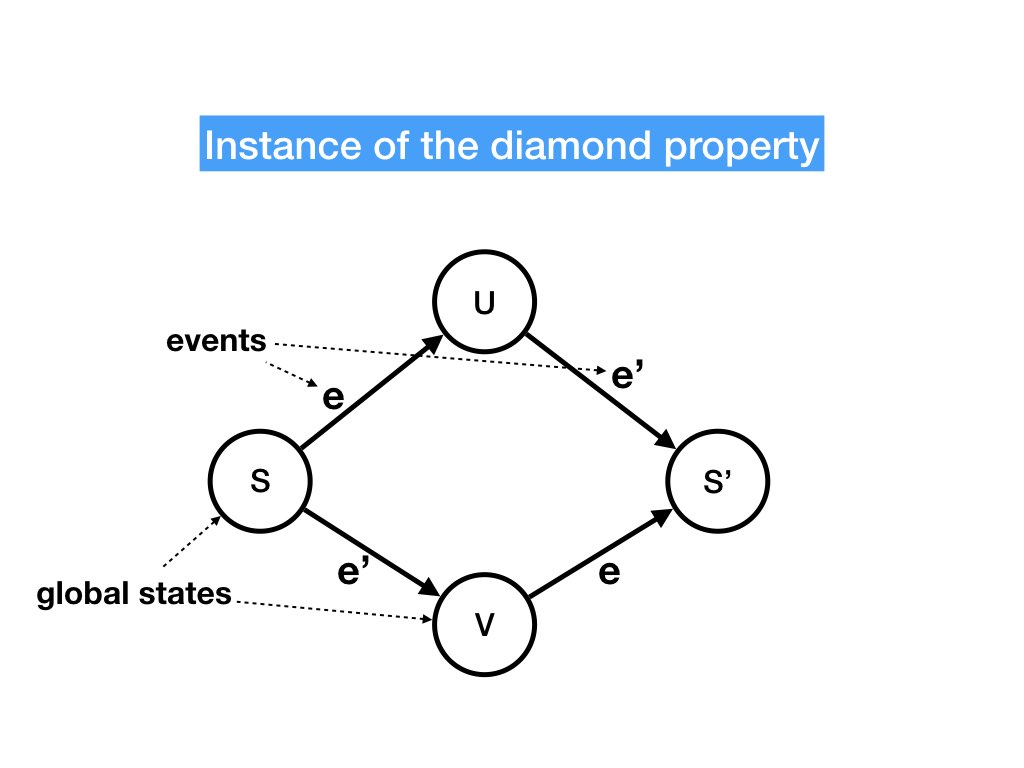 Instance of the diamond property
U
events
e
e’
S
S’
e’
e
global states
V